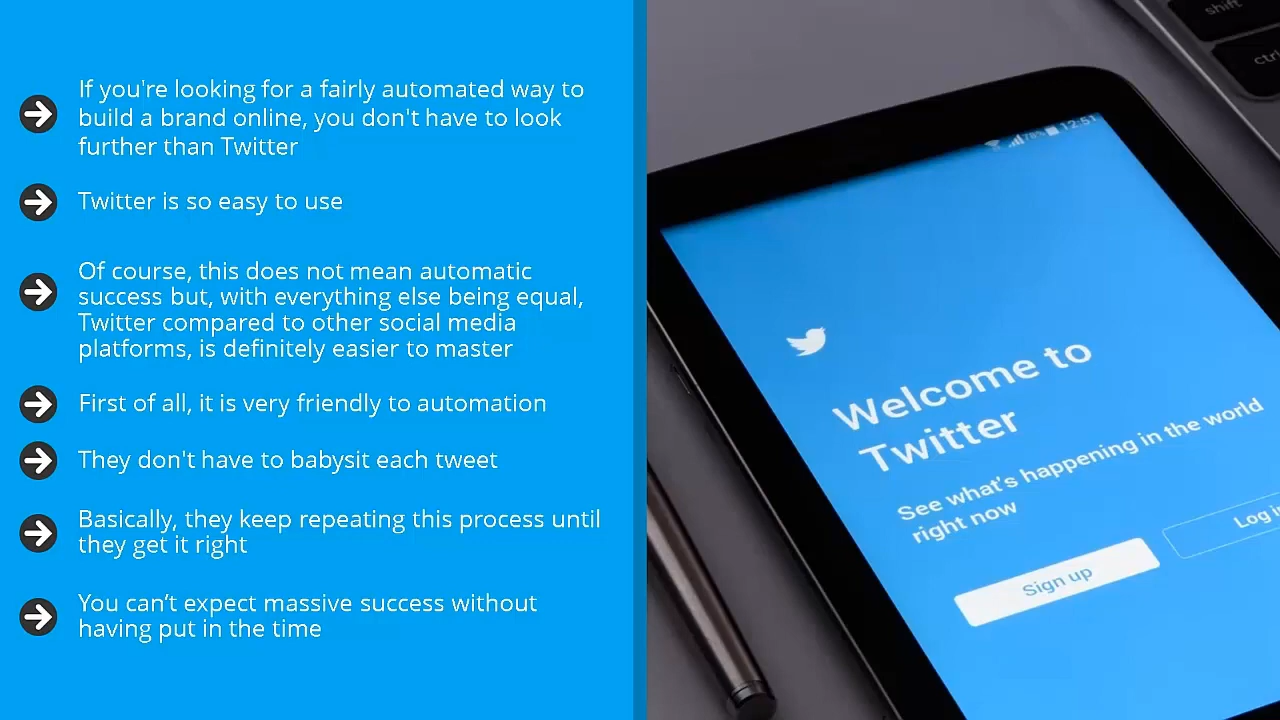 If you're looking for a fairly automated way to
build a brand online, you don't have to look
further than Twitter
Twitter is so easy to use
Of course, this does not mean automatic
success but, with everything else being equal,
Twitter compared to other social media
platforms, is definitely easier to master
First of all, it is very friendly to automation
They don't have to babysit each tweet
Basically, they keep repeating this process until
they get it right
You can’t expect massive success without
having put in the time
shift
78% 12:51
Welcome to
Twitter
See what's happening in the world
right now
Sign up
Log